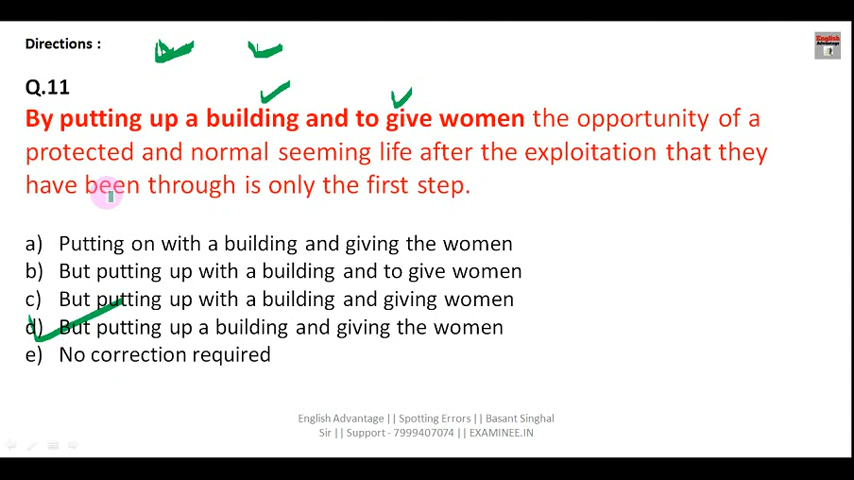 Directions :
English
Advantage
Q.11
By putting up a building and to give women the opportunity of a
protected and normal seeming life after the exploitation that they
have been through is only the first step.
a) Putting on with a building and giving the women
b) But putting up with a building and to give women
c) But putting up with a building and giving women
d) But putting up a building and giving the women
e) No correction required
English Advantage || Spotting Errors || Basant Singhal
Sir || Support - 7999407074 || EXAMINEE.IN